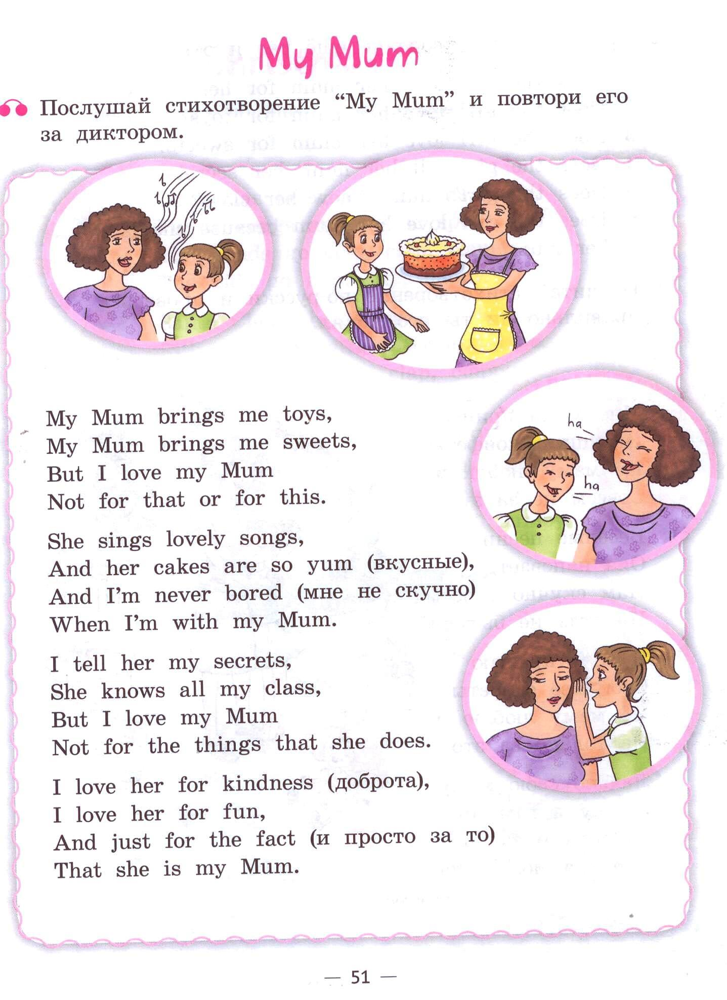 My Mum
Послушай стихотворение “My Mum” и повтори его
за диктором.
ha
ha
My Mum brings me toys,
My Mum brings me sweets,
But I love my Mum
Not for that or for this.
She sings lovely songs,
And her cakes are so yum (вкусные),
And I’m never bored (мне не скучно)
When I’m with my Mum.
I tell her my secrets,
She knows all my class,
But I love my Mum
Not for the things that she does.
I love her for kindness (доброта),
I love her for fun,
And just for the fact (и просто за то)
That she is my Mum.
— 51 —